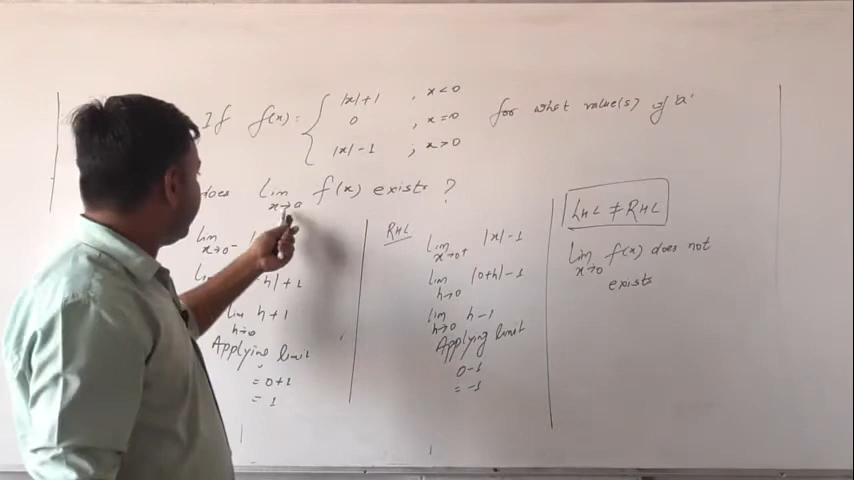 If f(x) = { |x|+1 , x<0
0 , x=0
|x|-1 ; x>0
for what value(s) of 'a'
does Lim x→a f(x) exists ?
Lim x→0-
h| + 1
Lim h→0 h+1
Applying limit
= 0+1
= 1
RHL
Lim x→0+ |x|-1
Lim h→0 |0+h|-1
Lim h→0 h-1
Applying limit
0-1
= -1
LHL ≠ RHL
Lim x→0 f(x) does not
exists